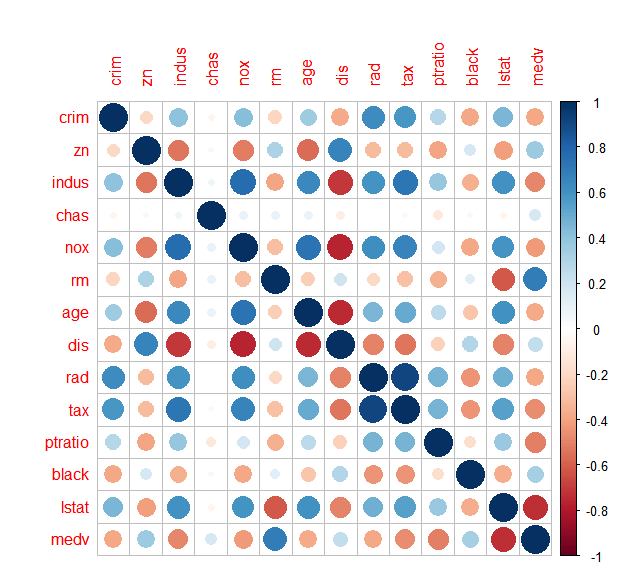 crim zn indus chas nox rm age dis rad tax ptratio black lstat medv
crim
zn
indus
chas
nox
rm
age
dis
rad
tax
ptratio
black
lstat
medv
1
0.8
0.6
0.4
0.2
0
-0.2
-0.4
-0.6
-0.8
-1